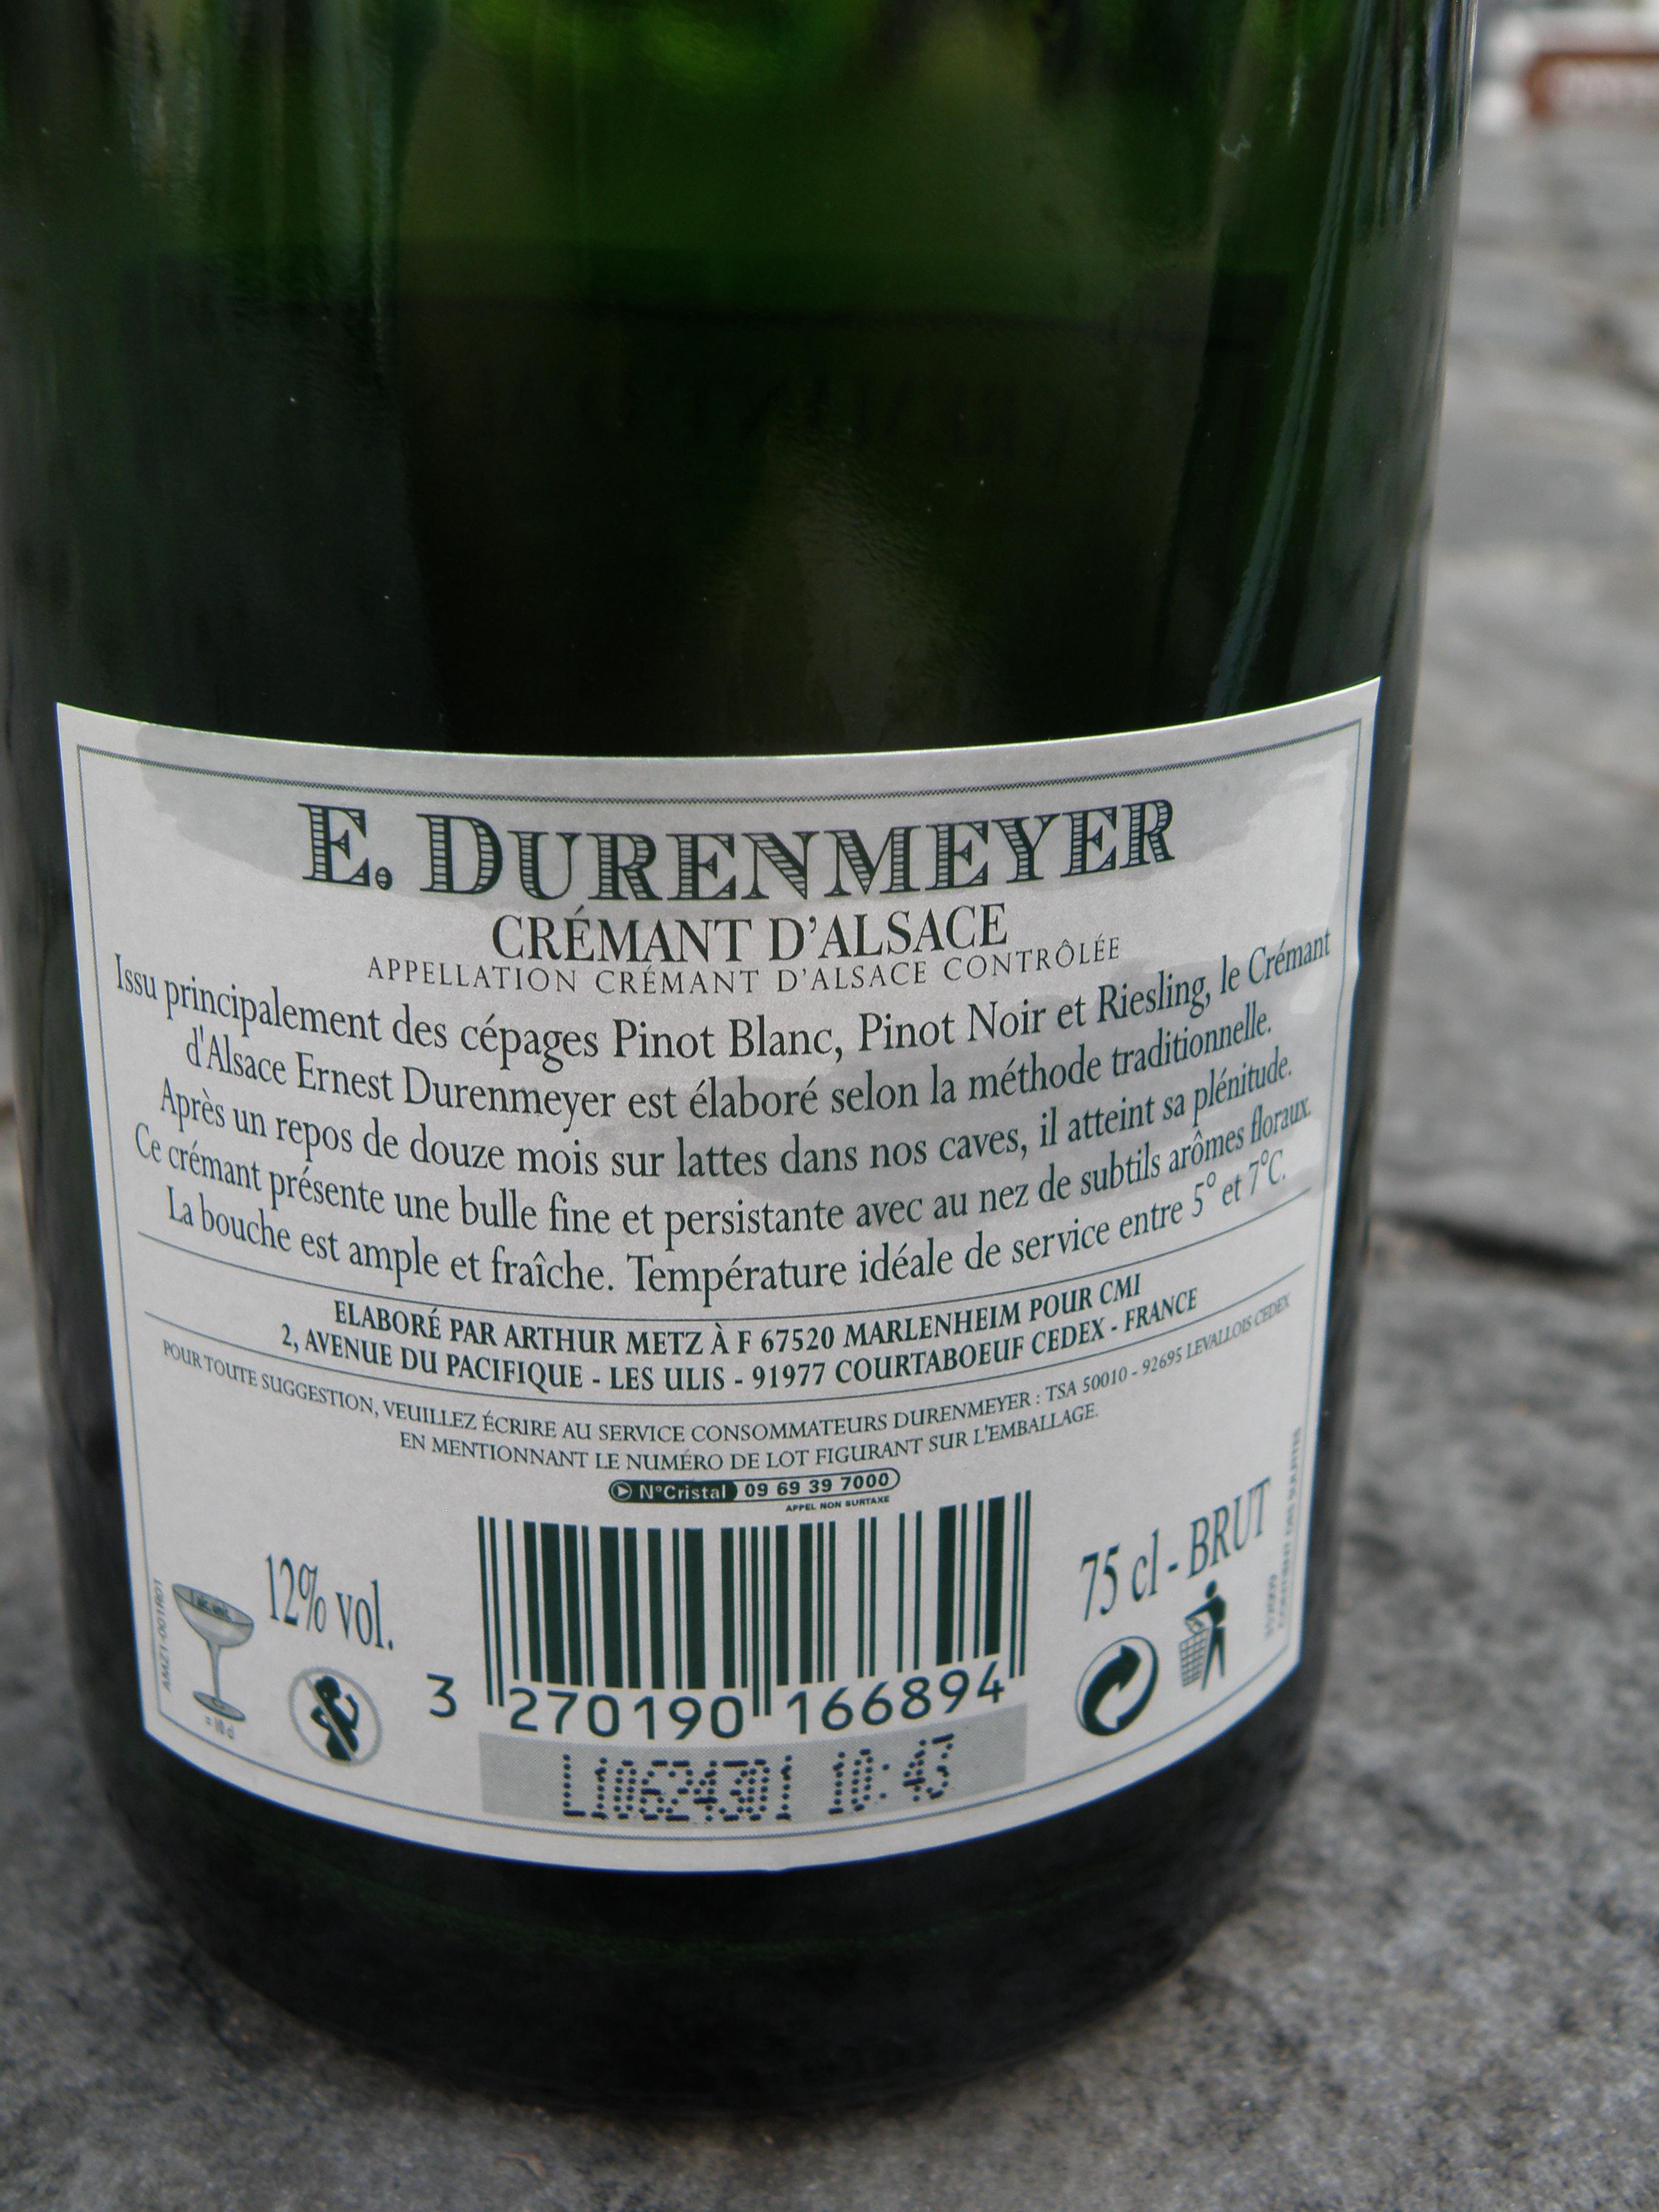 E. DURENMEYER
CRÉMANT D'ALSACE
APPELLATION CRÉMANT D'ALSACE CONTRÔLÉE
Issu principalement des cépages Pinot Blanc, Pinot Noir et Riesling, le Crémant
d'Alsace Ernest Durenmeyer est élaboré selon la méthode traditionnelle.
Après un repos de douze mois sur lattes dans nos caves, il atteint sa plénitude.
Ce crémant présente une bulle fine et persistante avec au nez de subtils arômes floraux.
La bouche est ample et fraîche. Température idéale de service entre 5° et 7°C.
ELABORÉ PAR ARTHUR METZ À F 67520 MARLENHEIM POUR CMI
2, AVENUE DU PACIFIQUE - LES ULIS - 91977 COURTABOEUF CEDEX - FRANCE
POUR TOUTE SUGGESTION, VEUILLEZ ÉCRIRE AU SERVICE CONSOMMATEURS DURENMEYER : TSA 50010 - 92695 LEVALLOIS CEDEX
EN MENTIONNANT LE NUMÉRO DE LOT FIGURANT SUR L'EMBALLAGE.
N°Cristal 09 69 39 7000
APPEL NON SURTAXE
12% vol.
75 cl - BRUT
AMZ1-001R01
3 270190 166894
L10624301 10:43